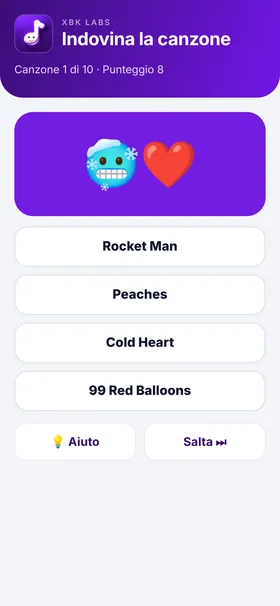 XBK LABS
Indovina la canzone
Canzone 1 di 10 · Punteggio 8
Rocket Man
Peaches
Cold Heart
99 Red Balloons
💡 Aiuto
Salta ⏭